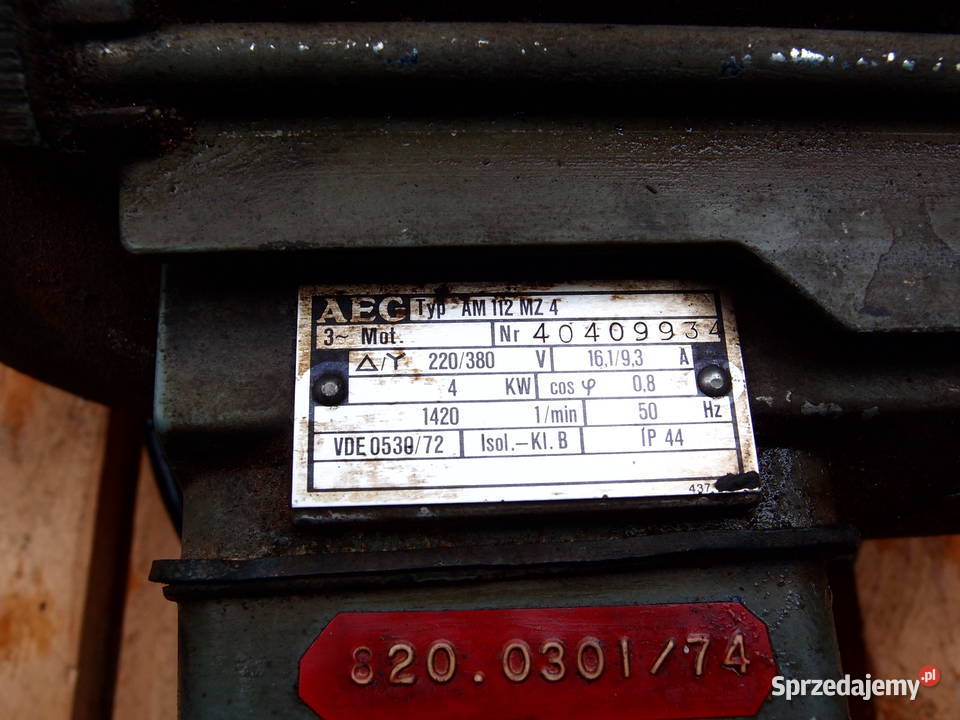 AEG Typ AM 112 MZ 4
3~ Mot. Nr 40409934
△/Y 220/380 V 16,1/9,3 A
4 KW cos φ 0,8
1420 1/min 50 Hz
VDE 0530/72 Isol.-Kl. B IP 44
437
820.0301/74
Sprzedajemy.pl